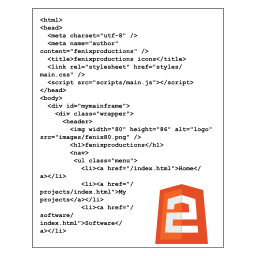 <html>
<head>
<meta charset="utf-8" />
<meta name="author"
content="fenixproductions" />
<title>fenixproductions icons</title>
<link rel="stylesheet" href="styles/
main.css" />
<script src="scripts/main.js"></script>
</head>
<body>
<div id="mymainframe">
<div class="wrapper">
<header>
<img width="80" height="86" alt="logo"
src="images/fenix80.png" />
<h1>fenixproductions</h1>
<nav>
<ul class="menu">
<li><a href="/index.html">Home</
a></li>
<li><a href="/
projects/index.html">My
projects</a></li>
<li><a href="/
software/
index.html">Software</
a></li>
2